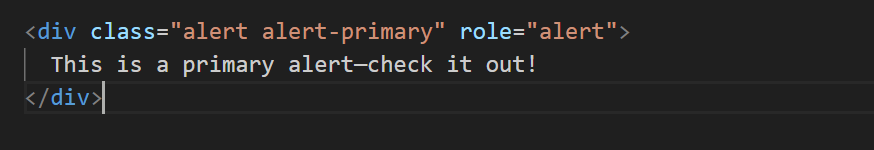 <div class="alert alert-primary" role="alert">
  This is a primary alert—check it out!
</div>